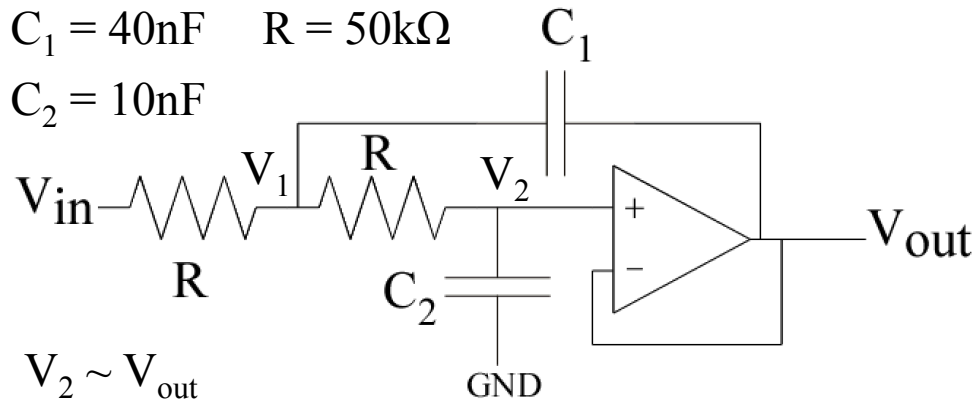 C₁ = 40nF R = 50kΩ
C₁
C₂ = 10nF
R
V₁
V₂
Vin
+
Vout
R
−
C₂
GND
V₂ ~ Vout